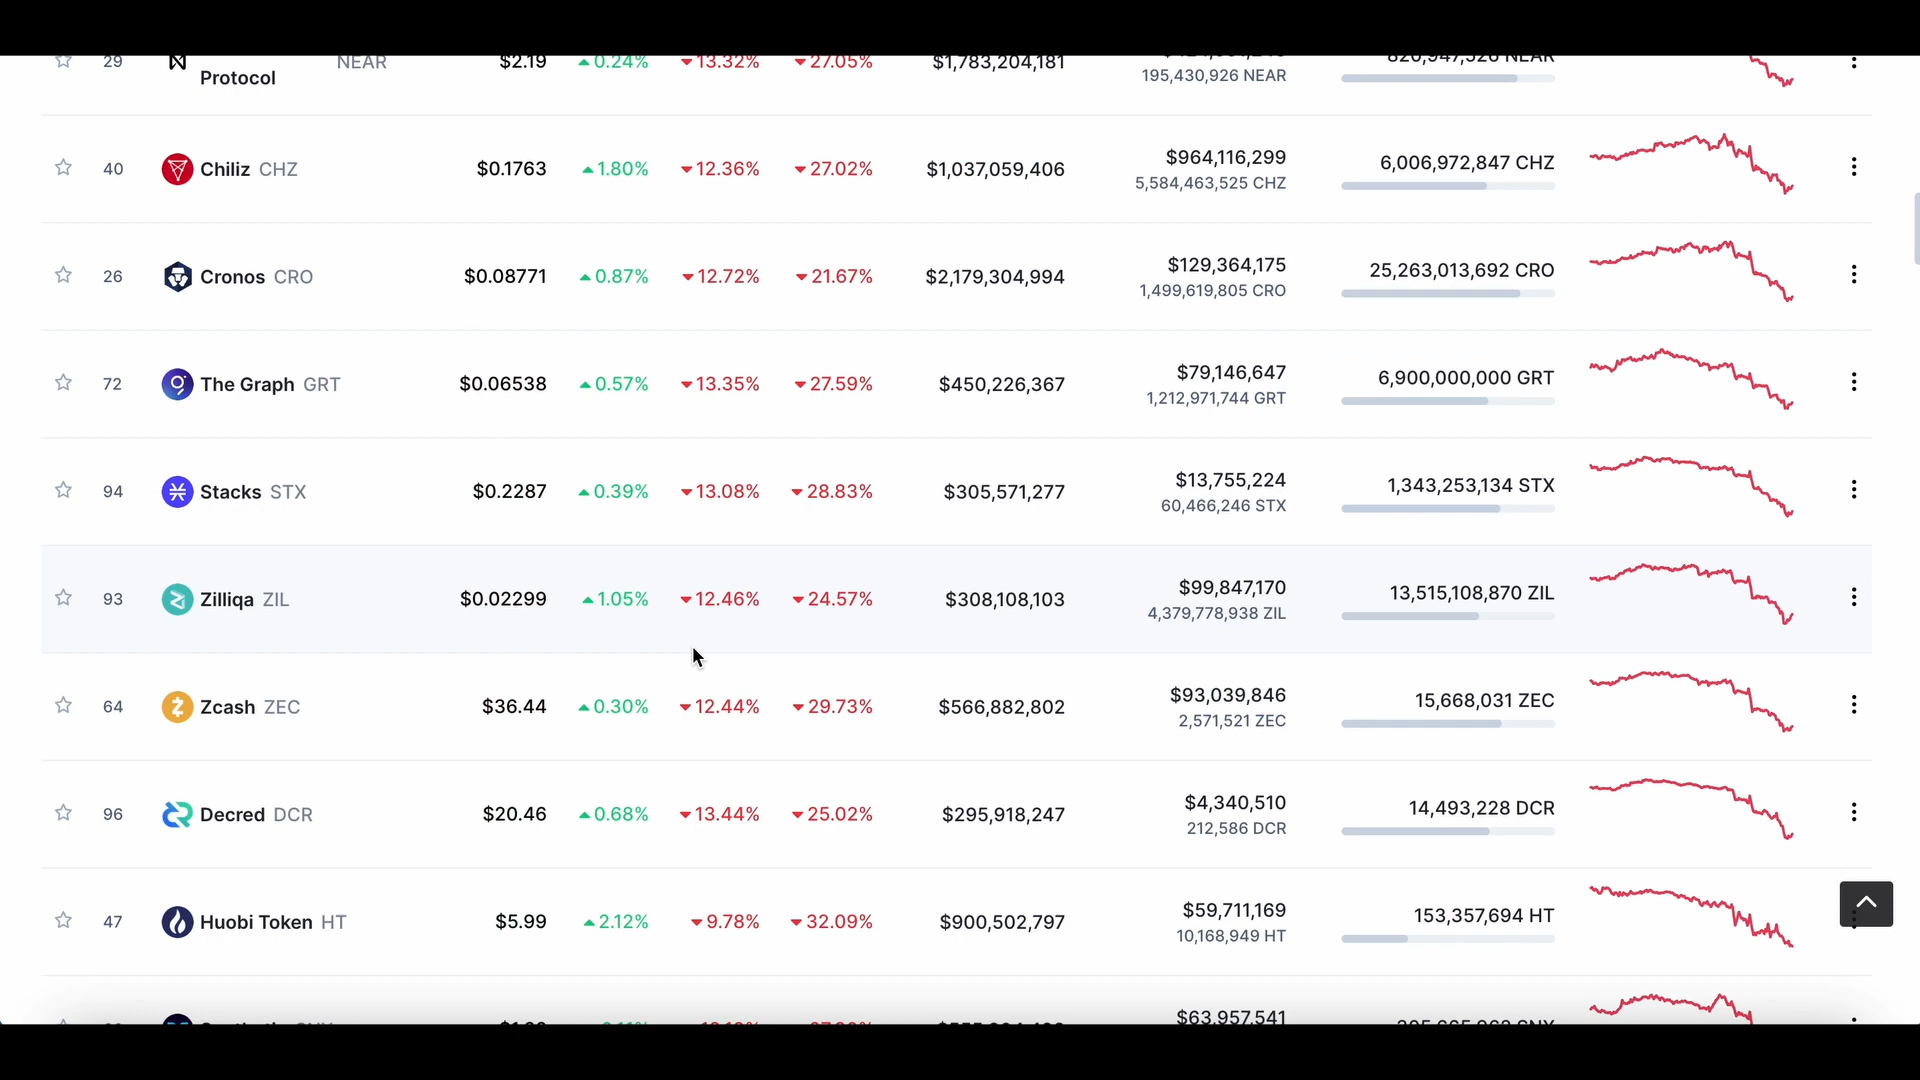 29 NEAR $2.19 0.24% 13.32% 27.05% $1,783,204,181
Protocol 195,430,926 NEAR
40 Chiliz CHZ $0.1763 1.80% 12.36% 27.02% $1,037,059,406 $964,116,299 6,006,972,847 CHZ
5,584,463,525 CHZ
26 Cronos CRO $0.08771 0.87% 12.72% 21.67% $2,179,304,994 $129,364,175 25,263,013,692 CRO
1,499,619,805 CRO
72 The Graph GRT $0.06538 0.57% 13.35% 27.59% $450,226,367 $79,146,647 6,900,000,000 GRT
1,212,971,744 GRT
94 Stacks STX $0.2287 0.39% 13.08% 28.83% $305,571,277 $13,755,224 1,343,253,134 STX
60,466,246 STX
93 Zilliqa ZIL $0.02299 1.05% 12.46% 24.57% $308,108,103 $99,847,170 13,515,108,870 ZIL
4,379,778,938 ZIL
64 Zcash ZEC $36.44 0.30% 12.44% 29.73% $566,882,802 $93,039,846 15,668,031 ZEC
2,571,521 ZEC
96 Decred DCR $20.46 0.68% 13.44% 25.02% $295,918,247 $4,340,510 14,493,228 DCR
212,586 DCR
47 Huobi Token HT $5.99 2.12% 9.78% 32.09% $900,502,797 $59,711,169 153,357,694 HT
10,168,949 HT
$63,957,541